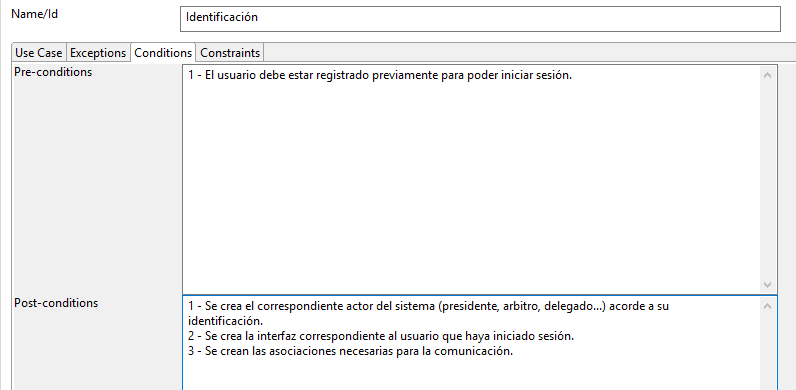 Name/Id
Identificación
Use Case Exceptions Conditions Constraints
Pre-conditions
1 - El usuario debe estar registrado previamente para poder iniciar sesión.
Post-conditions
1 - Se crea el correspondiente actor del sistema (presidente, arbitro, delegado...) acorde a su
identificación.
2 - Se crea la interfaz correspondiente al usuario que haya iniciado sesión.
3 - Se crean las asociaciones necesarias para la comunicación.